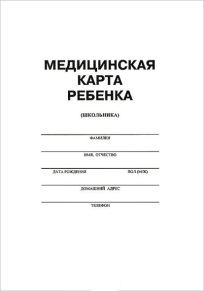 МЕДИЦИНСКАЯ
КАРТА
РЕБЕНКА
(ШКОЛЬНИКА)
ФАМИЛИЯ
ИМЯ, ОТЧЕСТВО
ДАТА РОЖДЕНИЯ ПОЛ (М/Ж)
ДОМАШНИЙ АДРЕС
ТЕЛЕФОН